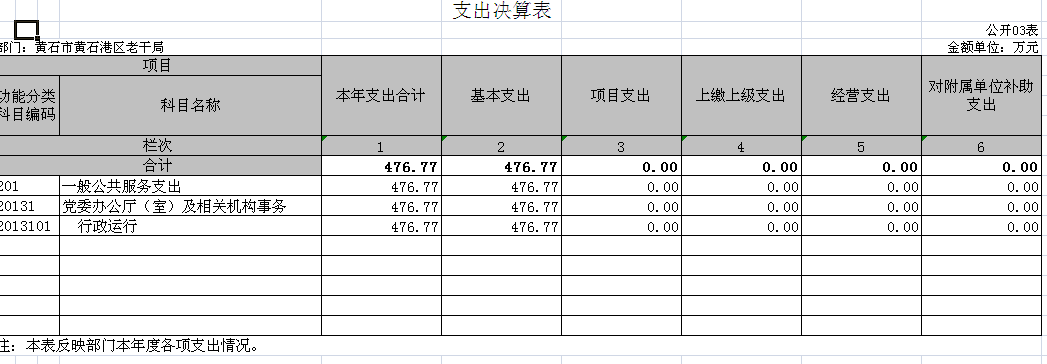 支出决算表
公开03表
部门：黄石市黄石港区老干局 金额单位：万元
项目 本年支出合计 基本支出 项目支出 上缴上级支出 经营支出 对附属单位补助支出
功能分类科目编码 科目名称
栏次 1 2 3 4 5 6
合计 476.77 476.77 0.00 0.00 0.00 0.00
201 一般公共服务支出 476.77 476.77 0.00 0.00 0.00 0.00
20131 党委办公厅（室）及相关机构事务 476.77 476.77 0.00 0.00 0.00 0.00
2013101 行政运行 476.77 476.77 0.00 0.00 0.00 0.00
注：本表反映部门本年度各项支出情况。